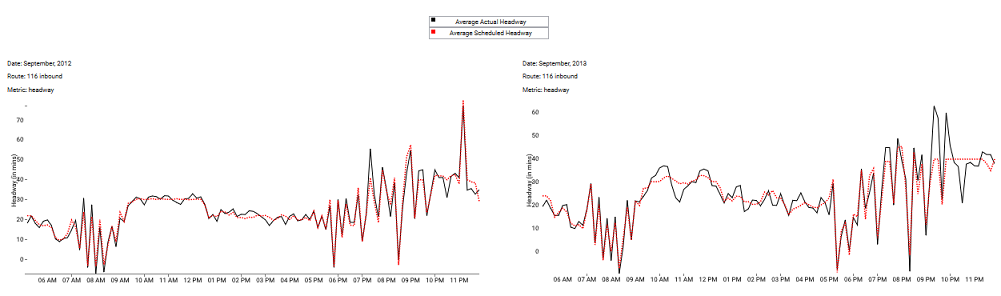 Average Actual Headway
Average Scheduled Headway
Date: September, 2012
Route: 116 inbound
Metric: headway
70
60
50
40
30
20
10
0
Headway (in mins)
06 AM 07 AM 08 AM 09 AM 10 AM 11 AM 12 PM 01 PM 02 PM 03 PM 04 PM 05 PM 06 PM 07 PM 08 PM 09 PM 10 PM 11 PM
Date: September, 2013
Route: 116 inbound
Metric: headway
60
50
40
30
20
10
0
Headway (in mins)
06 AM 07 AM 08 AM 09 AM 10 AM 11 AM 12 PM 01 PM 02 PM 03 PM 04 PM 05 PM 06 PM 07 PM 08 PM 09 PM 10 PM 11 PM